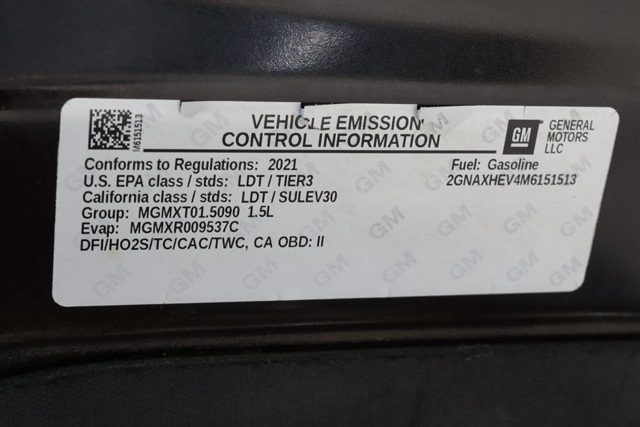 M6151513
VEHICLE EMISSION
CONTROL INFORMATION
GM
GENERAL
MOTORS
LLC
Conforms to Regulations: 2021
Fuel: Gasoline
U.S. EPA class / stds: LDT / TIER3
2GNAXHEV4M6151513
California class / stds: LDT / SULEV30
Group: MGMXT01.5090 1.5L
Evap: MGMXR009537C
DFI/HO2S/TC/CAC/TWC, CA OBD: II